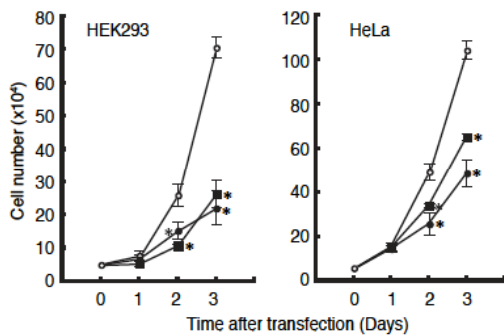 HEK293
HeLa
Cell number (x10⁴)
80
70
60
50
40
30
20
10
0
120
100
80
60
40
20
0
* * * *
* * * *
0 1 2 3
0 1 2 3
Time after transfection (Days)